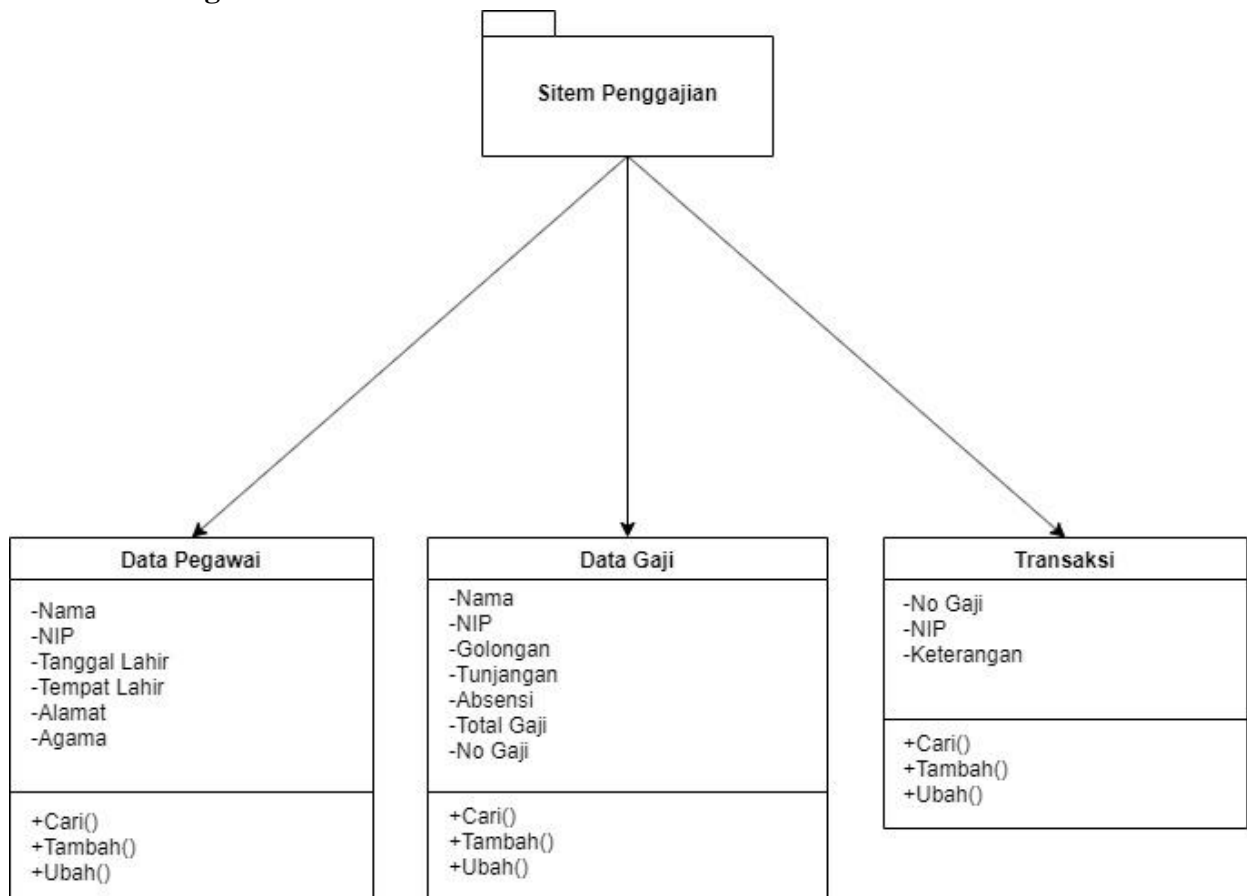 Sitem Penggajian
Data Pegawai
-Nama
-NIP
-Tanggal Lahir
-Tempat Lahir
-Alamat
-Agama
+Cari()
+Tambah()
+Ubah()
Data Gaji
-Nama
-NIP
-Golongan
-Tunjangan
-Absensi
-Total Gaji
-No Gaji
+Cari()
+Tambah()
+Ubah()
Transaksi
-No Gaji
-NIP
-Keterangan
+Cari()
+Tambah()
+Ubah()